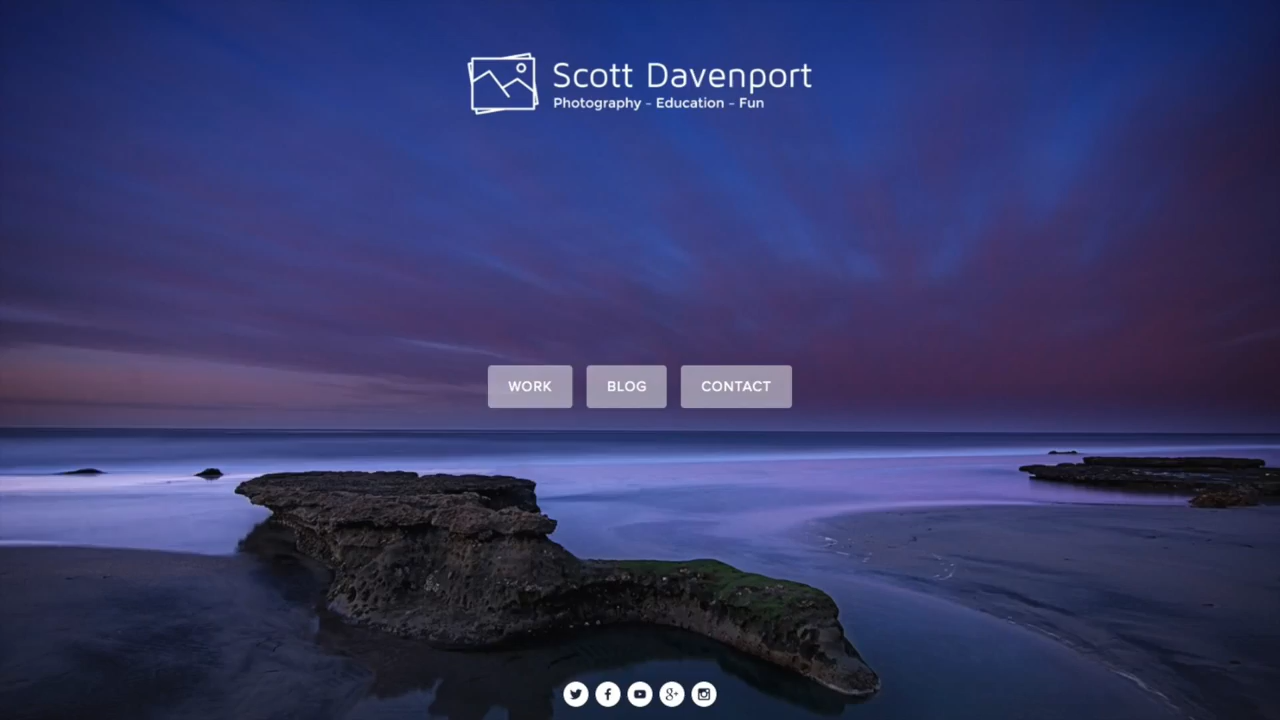 Scott Davenport
Photography - Education - Fun
WORK
BLOG
CONTACT